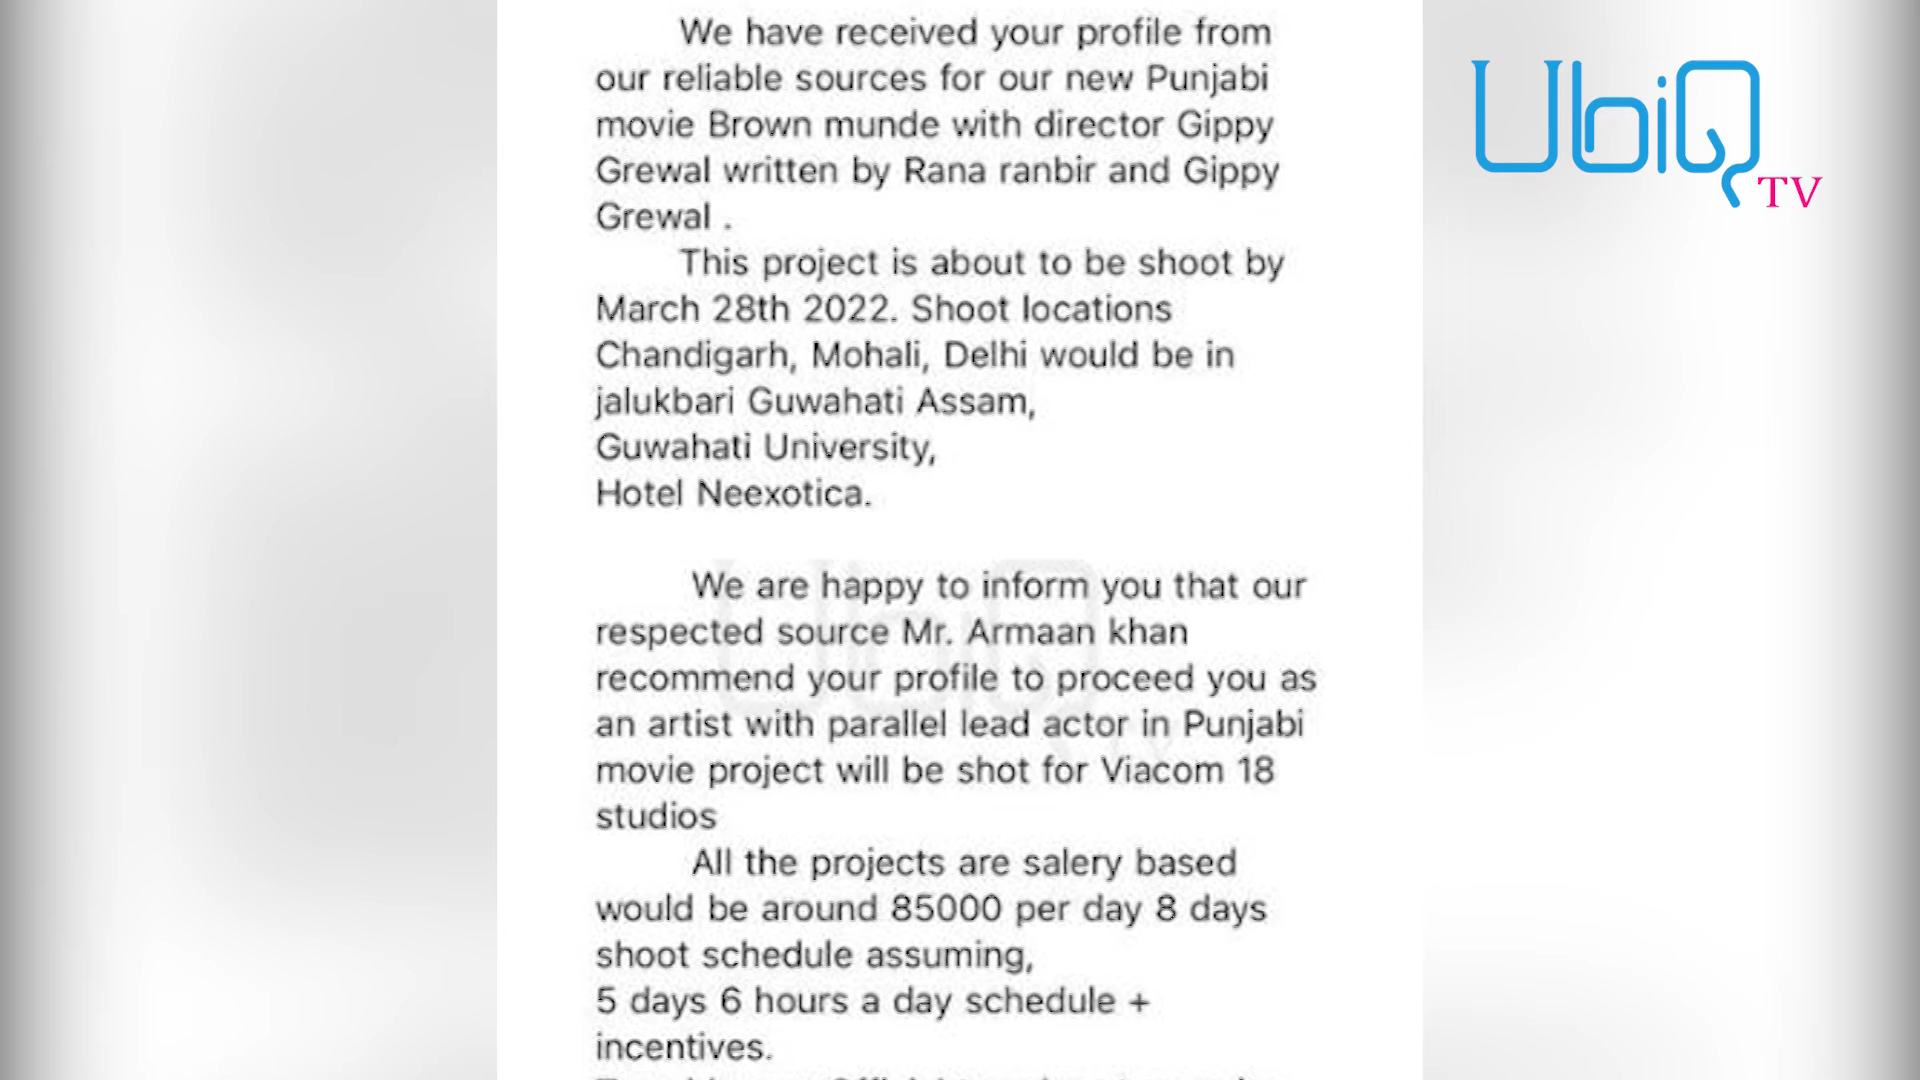 We have received your profile from
our reliable sources for our new Punjabi
movie Brown munde with director Gippy
Grewal written by Rana ranbir and Gippy
Grewal .
This project is about to be shoot by
March 28th 2022. Shoot locations
Chandigarh, Mohali, Delhi would be in
jalukbari Guwahati Assam,
Guwahati University,
Hotel Neexotica.
We are happy to inform you that our
respected source Mr. Armaan khan
recommend your profile to proceed you as
an artist with parallel lead actor in Punjabi
movie project will be shot for Viacom 18
studios
All the projects are salery based
would be around 85000 per day 8 days
shoot schedule assuming,
5 days 6 hours a day schedule +
incentives.
UbiQ
TV
UbiQ